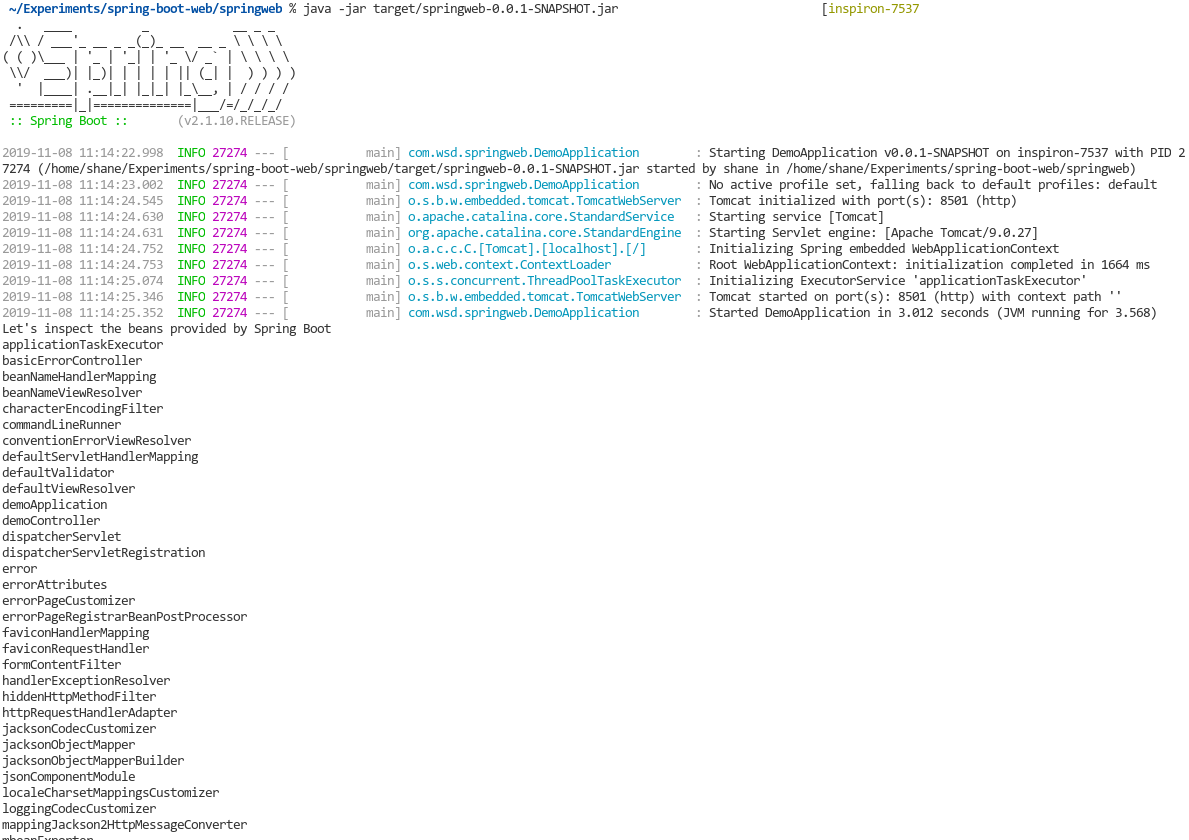 ~/Experiments/spring-boot-web/springweb % java -jar target/springweb-0.0.1-SNAPSHOT.jar [inspiron-7537
  .   ____          _            __ _ _
 /\\ / ___'_ __ _ _(_)_ __  __ _ \ \ \ \
( ( )\___ | '_ | '_| | '_ \/ _` | \ \ \ \
 \\/  ___)| |_)| | | | | || (_| |  ) ) ) )
  '  |____| .__|_| |_|_| |_\__, | / / / /
 =========|_|==============|___/=/_/_/_/
 :: Spring Boot ::       (v2.1.10.RELEASE)
2019-11-08 11:14:22.998  INFO 27274 --- [           main] com.wsd.springweb.DemoApplication        : Starting DemoApplication v0.0.1-SNAPSHOT on inspiron-7537 with PID 2
7274 (/home/shane/Experiments/spring-boot-web/springweb/target/springweb-0.0.1-SNAPSHOT.jar started by shane in /home/shane/Experiments/spring-boot-web/springweb)
2019-11-08 11:14:23.002  INFO 27274 --- [           main] com.wsd.springweb.DemoApplication        : No active profile set, falling back to default profiles: default
2019-11-08 11:14:24.545  INFO 27274 --- [           main] o.s.b.w.embedded.tomcat.TomcatWebServer  : Tomcat initialized with port(s): 8501 (http)
2019-11-08 11:14:24.630  INFO 27274 --- [           main] o.apache.catalina.core.StandardService   : Starting service [Tomcat]
2019-11-08 11:14:24.631  INFO 27274 --- [           main] org.apache.catalina.core.StandardEngine  : Starting Servlet engine: [Apache Tomcat/9.0.27]
2019-11-08 11:14:24.752  INFO 27274 --- [           main] o.a.c.c.C.[Tomcat].[localhost].[/]       : Initializing Spring embedded WebApplicationContext
2019-11-08 11:14:24.753  INFO 27274 --- [           main] o.s.web.context.ContextLoader            : Root WebApplicationContext: initialization completed in 1664 ms
2019-11-08 11:14:25.074  INFO 27274 --- [           main] o.s.s.concurrent.ThreadPoolTaskExecutor  : Initializing ExecutorService 'applicationTaskExecutor'
2019-11-08 11:14:25.346  INFO 27274 --- [           main] o.s.b.w.embedded.tomcat.TomcatWebServer  : Tomcat started on port(s): 8501 (http) with context path ''
2019-11-08 11:14:25.352  INFO 27274 --- [           main] com.wsd.springweb.DemoApplication        : Started DemoApplication in 3.012 seconds (JVM running for 3.568)
Let's inspect the beans provided by Spring Boot
applicationTaskExecutor
basicErrorController
beanNameHandlerMapping
beanNameViewResolver
characterEncodingFilter
commandLineRunner
conventionErrorViewResolver
defaultServletHandlerMapping
defaultValidator
defaultViewResolver
demoApplication
demoController
dispatcherServlet
dispatcherServletRegistration
error
errorAttributes
errorPageCustomizer
errorPageRegistrarBeanPostProcessor
faviconHandlerMapping
faviconRequestHandler
formContentFilter
handlerExceptionResolver
hiddenHttpMethodFilter
httpRequestHandlerAdapter
jacksonCodecCustomizer
jacksonObjectMapper
jacksonObjectMapperBuilder
jsonComponentModule
localeCharsetMappingsCustomizer
loggingCodecCustomizer
mappingJackson2HttpMessageConverter